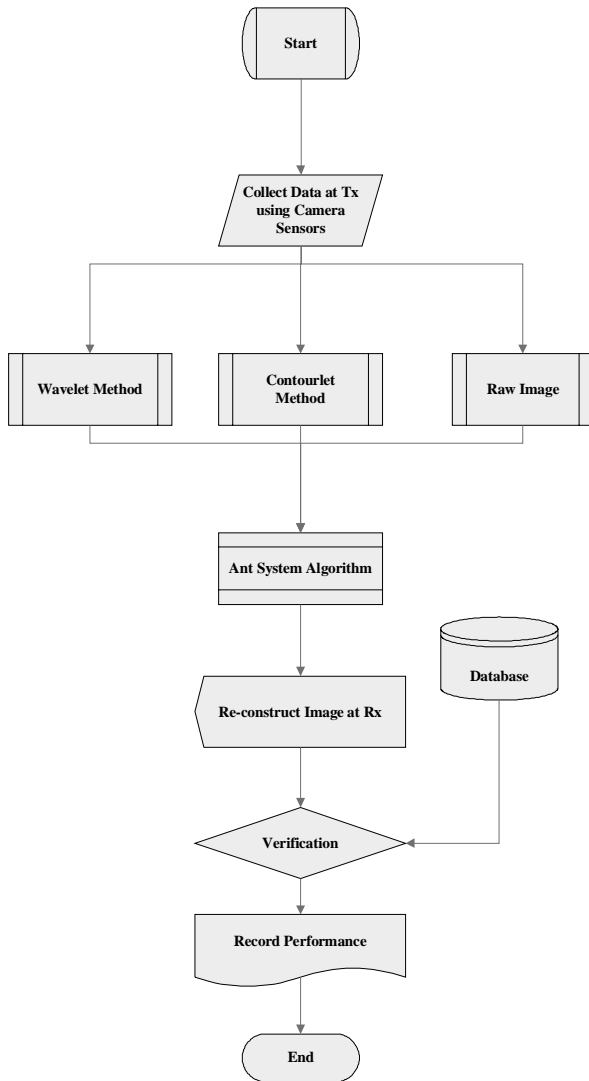 Start
Collect Data at Tx
using Camera
Sensors
Wavelet Method
Contourlet
Method
Raw Image
Ant System Algorithm
Database
Re-construct Image at Rx
Verification
Record Performance
End